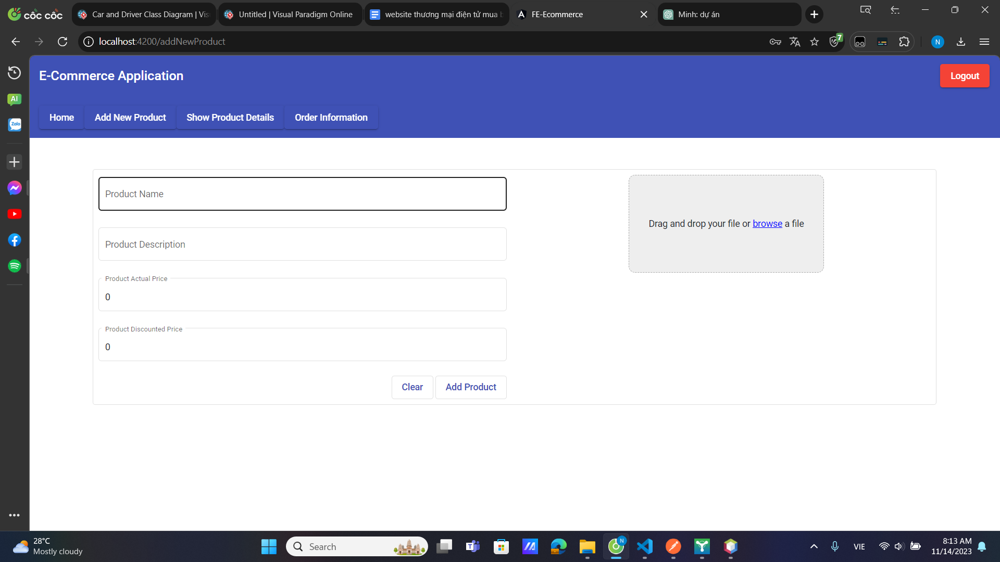 cốc cốc
Car and Driver Class Diagram | Vis
Untitled | Visual Paradigm Online
website thương mại điện tử mua b
FE-Ecommerce
Minh: dự án
localhost:4200/addNewProduct
7
N
E-Commerce Application
Logout
AI
Zalo
Home
Add New Product
Show Product Details
Order Information
Product Name
Drag and drop your file or browse a file
Product Description
Product Actual Price
0
Product Discounted Price
0
Clear
Add Product
28°C
Mostly cloudy
Search
N
VIE
8:13 AM
11/14/2023